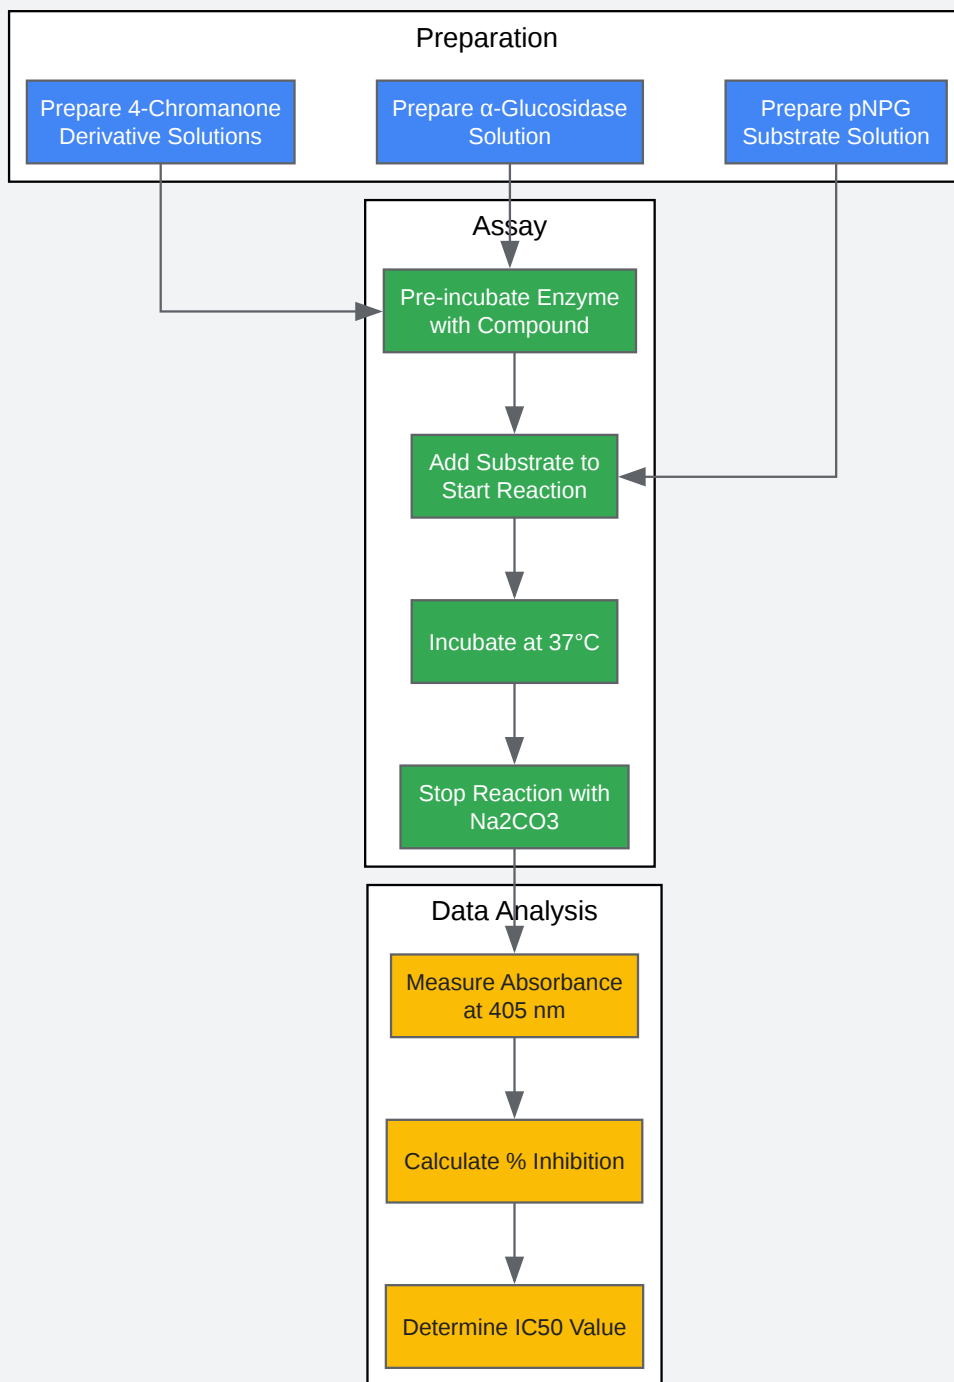 Preparation
Prepare 4-Chromanone
Derivative Solutions
Prepare α-Glucosidase
Solution
Prepare pNPG
Substrate Solution
Assay
Pre-incubate Enzyme
with Compound
Add Substrate to
Start Reaction
Incubate at 37°C
Stop Reaction with
Na2CO3
Data Analysis
Measure Absorbance
at 405 nm
Calculate % Inhibition
Determine IC50 Value